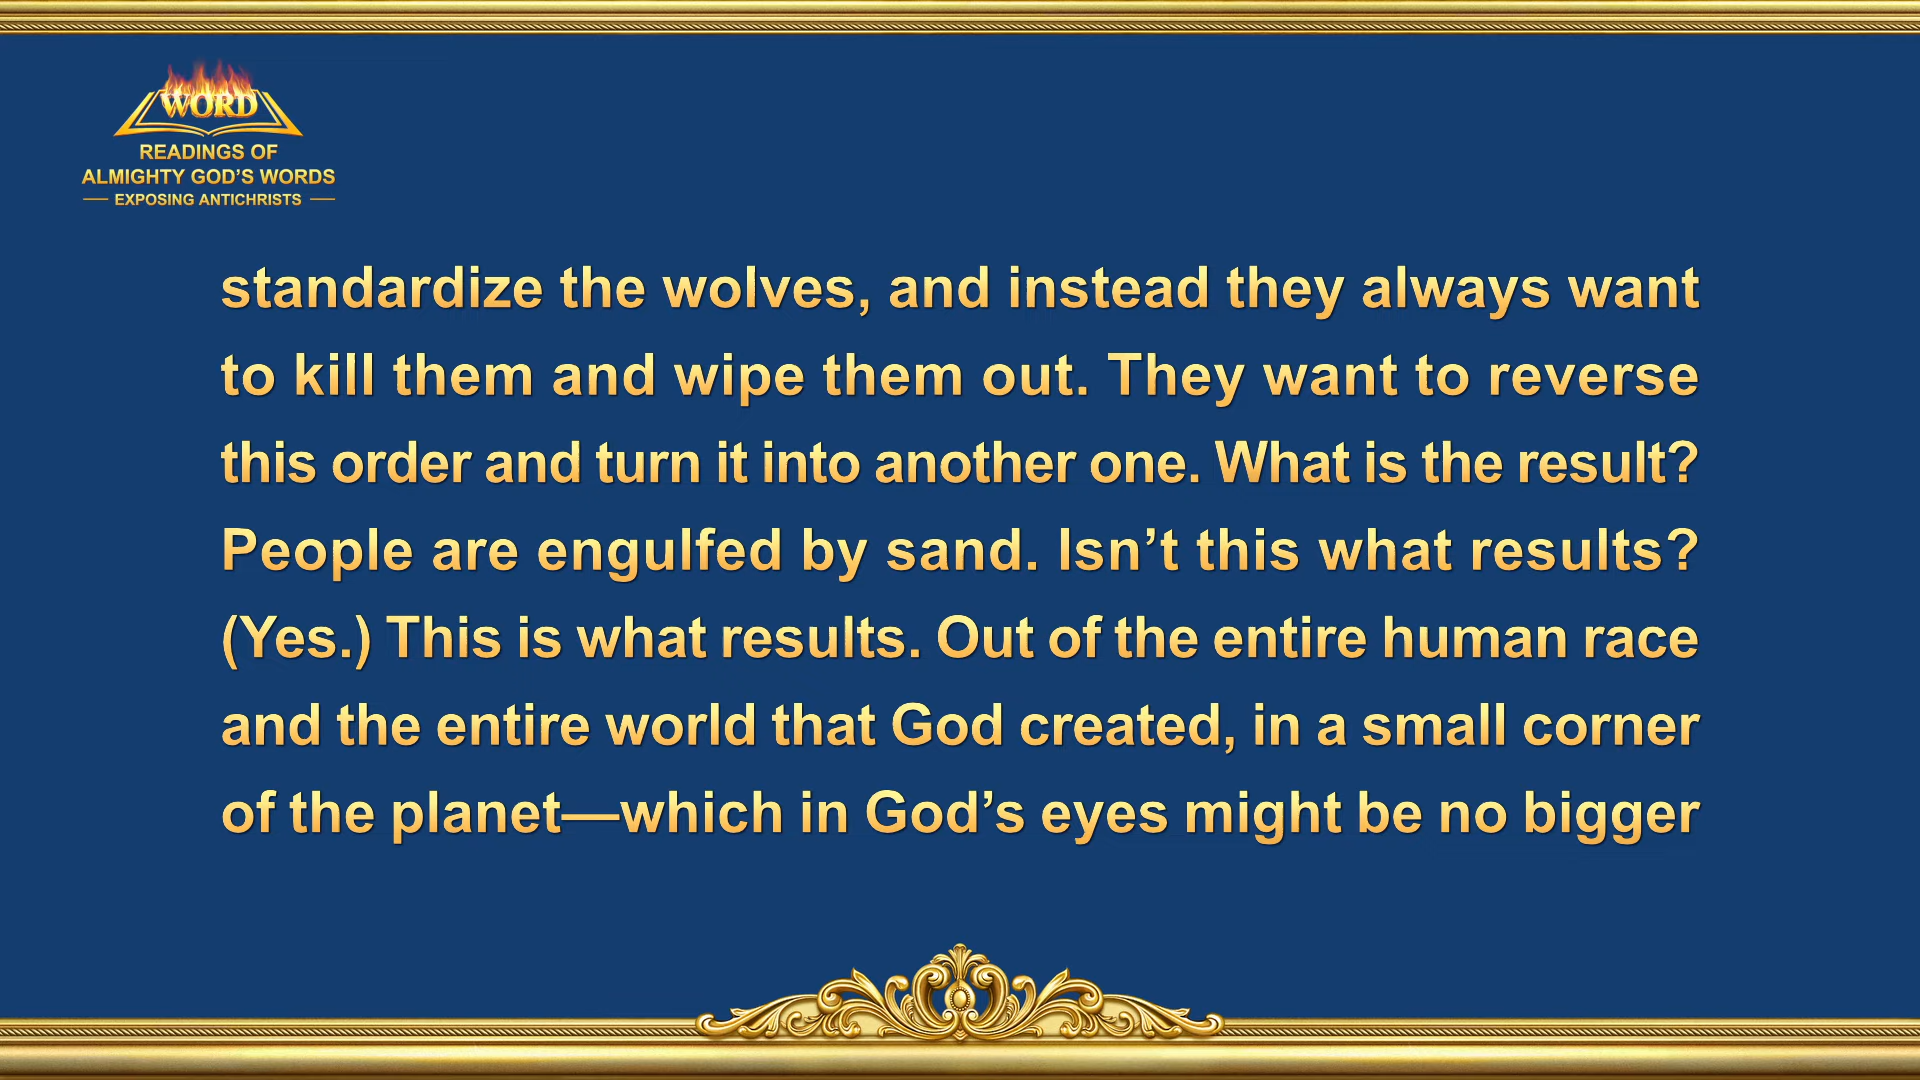 WORD
READINGS OF
ALMIGHTY GOD’S WORDS
EXPOSING ANTICHRISTS
standardize the wolves, and instead they always want
to kill them and wipe them out. They want to reverse
this order and turn it into another one. What is the result?
People are engulfed by sand. Isn’t this what results?
(Yes.) This is what results. Out of the entire human race
and the entire world that God created, in a small corner
of the planet—which in God’s eyes might be no bigger